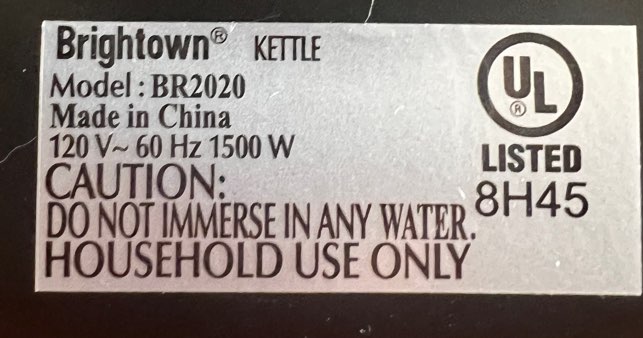 Brightown® KETTLE
Model : BR2020
Made in China
120 V~ 60 Hz 1500 W
CAUTION:
DO NOT IMMERSE IN ANY WATER.
HOUSEHOLD USE ONLY
UL®
LISTED
8H45